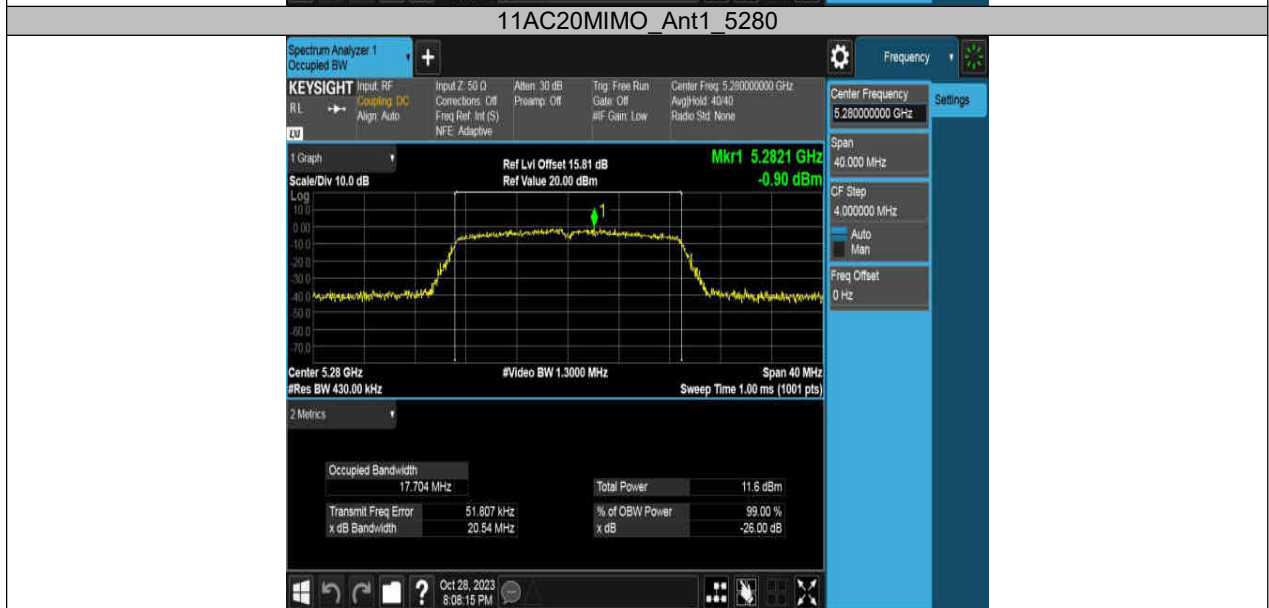 11AC20MIMO_Ant1_5280
Spectrum Analyzer 1
Occupied BW
+
Frequency
KEYSIGHT
RL
Input: RF
Coupling: DC
Align: Auto
Input Z: 50 Ω
Corrections: Off
Freq Ref: Int (S)
NFE: Adaptive
Atten: 30 dB
Preamp: Off
Trig: Free Run
Gate: Off
#IF Gain: Low
Center Freq: 5.280000000 GHz
Avg|Hold: 40/40
Radio Std: None
Center Frequency
5.280000000 GHz
Settings
Span
40.000 MHz
CF Step
4.000000 MHz
Auto
Man
Freq Offset
0 Hz
1 Graph
Scale/Div 10.0 dB
Ref Lvl Offset 15.81 dB
Ref Value 20.00 dBm
Mkr1 5.2821 GHz
-0.90 dBm
Log
10.0
0.00
-10.0
-20.0
-30.0
-40.0
-50.0
-60.0
-70.0
1
Center 5.28 GHz
#Res BW 430.00 kHz
#Video BW 1.3000 MHz
Span 40 MHz
Sweep Time 1.00 ms (1001 pts)
2 Metrics
Occupied Bandwidth
17.704 MHz
Total Power 11.6 dBm
Transmit Freq Error 51.807 kHz
% of OBW Power 99.00 %
x dB Bandwidth 20.54 MHz
x dB -26.00 dB
?
Oct 28, 2023
8:08:15 PM